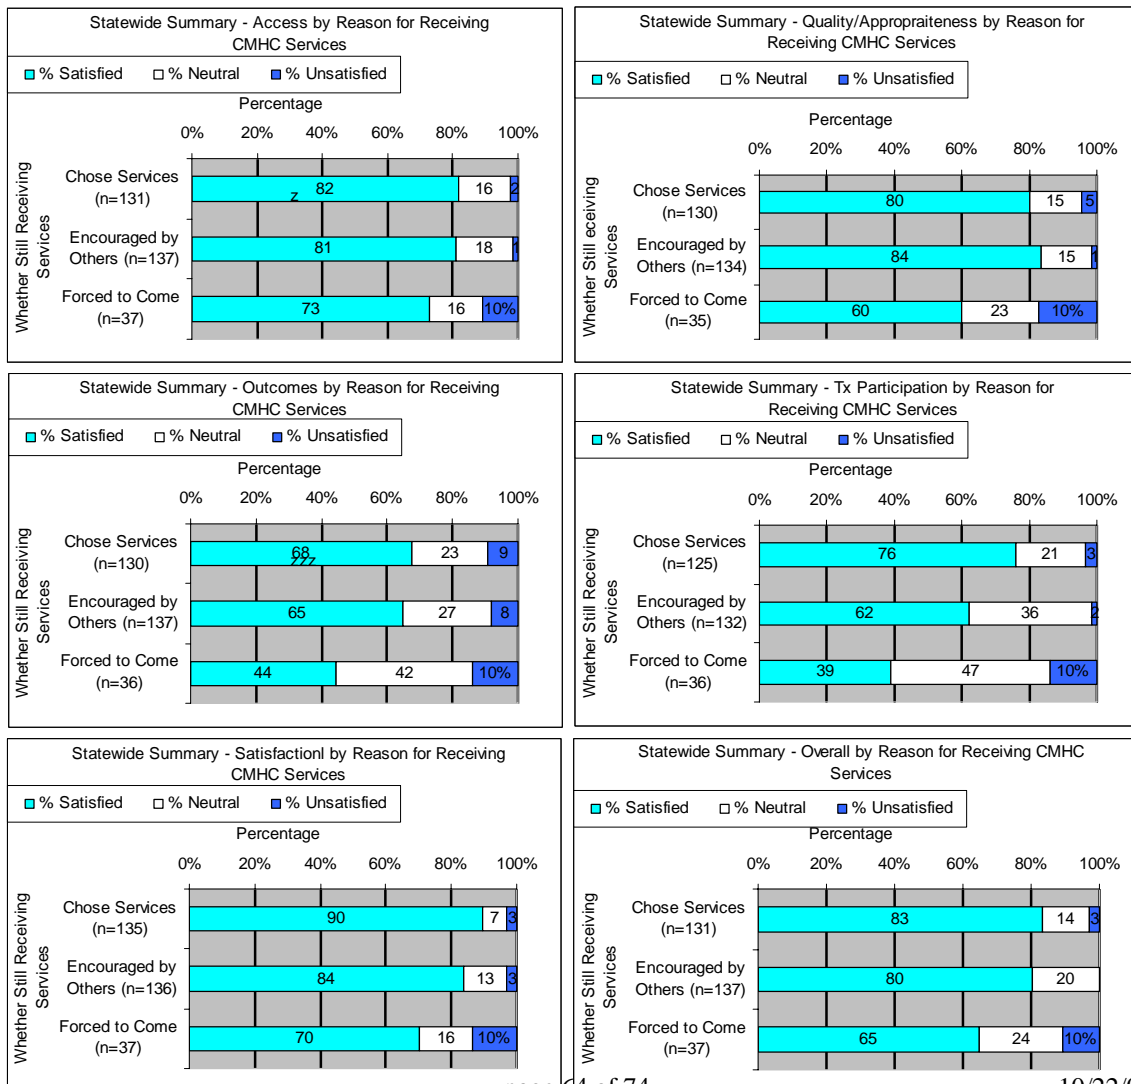 Statewide Summary - Access by Reason for Receiving
CMHC Services
% Satisfied % Neutral % Unsatisfied
Percentage
0% 20% 40% 60% 80% 100%
Whether Still Receiving
Services
Chose Services
(n=131)
82 16 2
z
Encouraged by
Others (n=137)
81 18 1
Forced to Come
(n=37)
73 16 10%
Statewide Summary - Quality/Appropraiteness by Reason for
Receiving CMHC Services
% Satisfied % Neutral % Unsatisfied
Percentage
0% 20% 40% 60% 80% 100%
Whether Still eceiving
Services
Chose Services
(n=130)
80 15 5
Encouraged by
Others (n=134)
84 15 1
Forced to Come
(n=35)
60 23 10%
Statewide Summary - Outcomes by Reason for Receiving
CMHC Services
% Satisfied % Neutral % Unsatisfied
Percentage
0% 20% 40% 60% 80% 100%
Whether Still Receiving
Services
Chose Services
(n=130)
68 23 9
zzz
Encouraged by
Others (n=137)
65 27 8
Forced to Come
(n=36)
44 42 10%
Statewide Summary - Tx Participation by Reason for
Receiving CMHC Services
% Satisfied % Neutral % Unsatisfied
Percentage
0% 20% 40% 60% 80% 100%
Whether Still Receiving
Services
Chose Services
(n=125)
76 21 3
Encouraged by
Others (n=132)
62 36 2
Forced to Come
(n=36)
39 47 10%
Statewide Summary - Satisfactionl by Reason for Receiving
CMHC Services
% Satisfied % Neutral % Unsatisfied
Percentage
0% 20% 40% 60% 80% 100%
Whether Still Receiving
Services
Chose Services
(n=135)
90 7 3
Encouraged by
Others (n=136)
84 13 3
Forced to Come
(n=37)
70 16 10%
Statewide Summary - Overall by Reason for Receiving CMHC
Services
% Satisfied % Neutral % Unsatisfied
Percentage
0% 20% 40% 60% 80% 100%
Whether Still Receiving
Services
Chose Services
(n=131)
83 14 3
Encouraged by
Others (n=137)
80 20
Forced to Come
(n=37)
65 24 10%
64 of 74